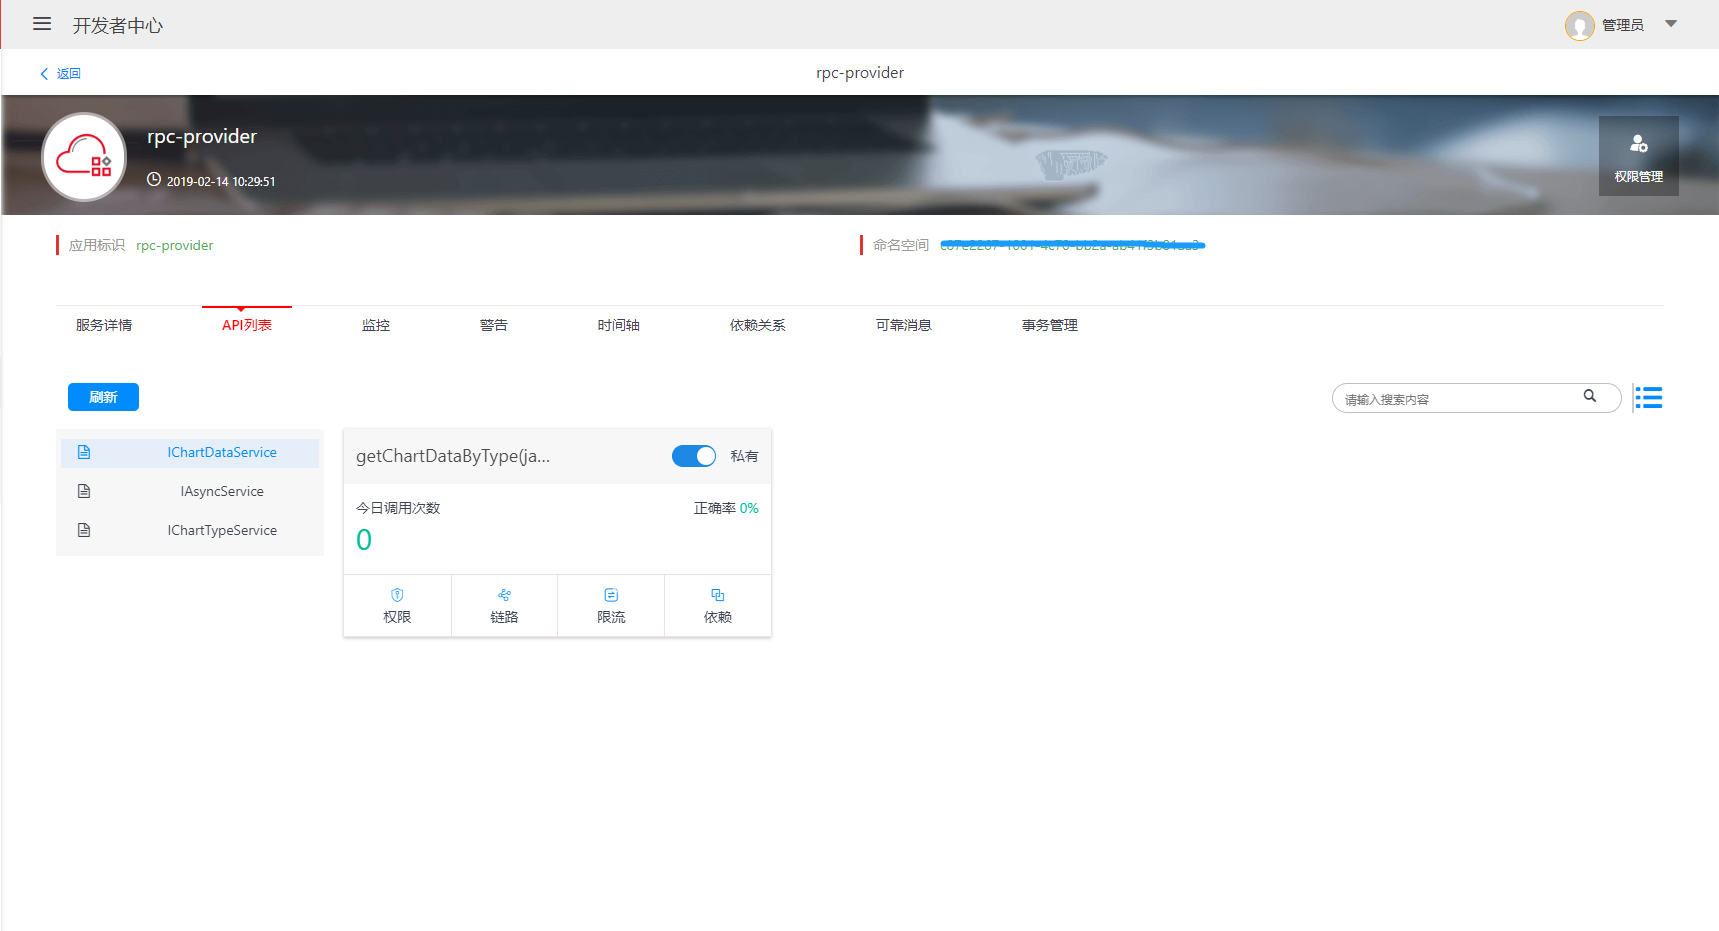 开发者中心
管理员
返回
rpc-provider
rpc-provider
2019-02-14 10:29:51
权限管理
应用标识 rpc-provider
命名空间
服务详情 API列表 监控 警告 时间轴 依赖关系 可靠消息 事务管理
刷新
请输入搜索内容
IChartDataService
IAsyncService
IChartTypeService
getChartDataByType(ja...
私有
今日调用次数
正确率 0%
0
权限 链路 限流 依赖